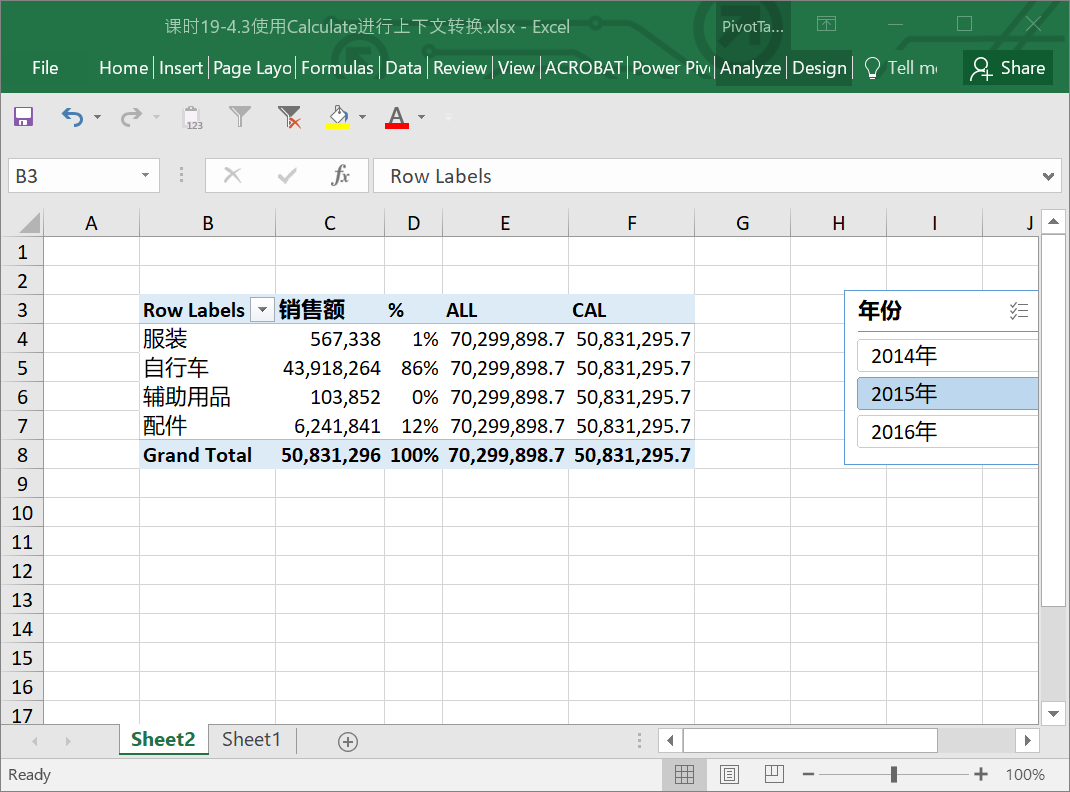 课时19-4.3使用Calculate进行上下文转换.xlsx - Excel PivotTa...
File Home Insert Page Layo Formulas Data Review View ACROBAT Power Piv Analyze Design Tell m Share
123 A
B3 fx Row Labels
A B C D E F G H I J
1
2
3 Row Labels 销售额 % ALL CAL 年份
4 服装 567,338 1% 70,299,898.7 50,831,295.7 2014年
5 自行车 43,918,264 86% 70,299,898.7 50,831,295.7
6 辅助用品 103,852 0% 70,299,898.7 50,831,295.7 2015年
7 配件 6,241,841 12% 70,299,898.7 50,831,295.7 2016年
8 Grand Total 50,831,296 100% 70,299,898.7 50,831,295.7
9
10
11
12
13
14
15
16
17
Sheet2 Sheet1
Ready 100%